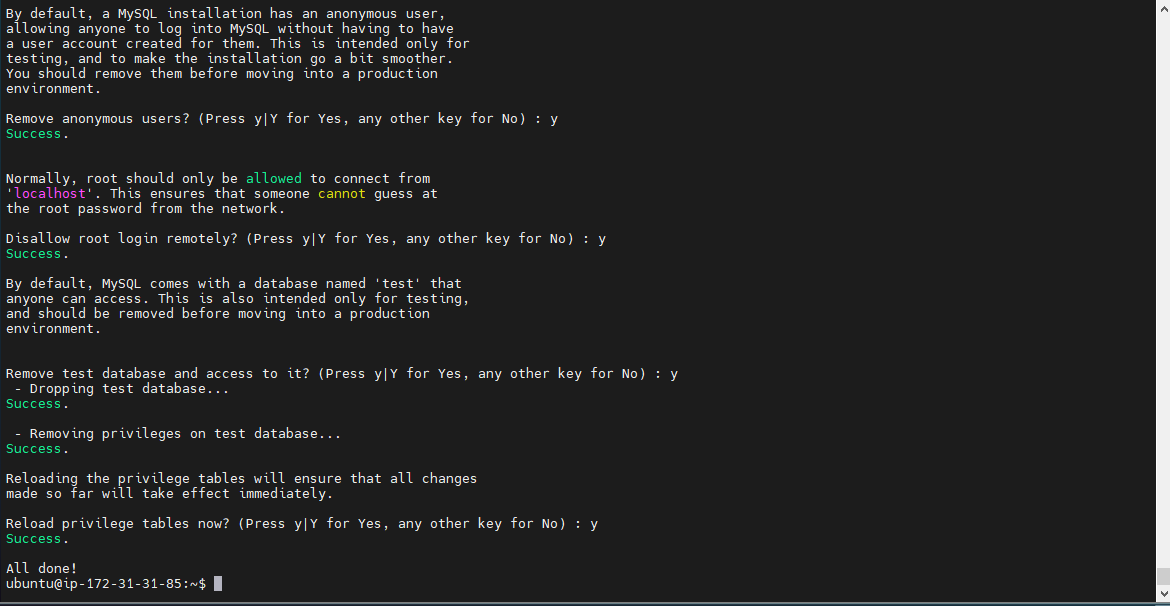 By default, a MySQL installation has an anonymous user,
allowing anyone to log into MySQL without having to have
a user account created for them. This is intended only for
testing, and to make the installation go a bit smoother.
You should remove them before moving into a production
environment.
Remove anonymous users? (Press y|Y for Yes, any other key for No) : y
Success.
Normally, root should only be allowed to connect from
'localhost'. This ensures that someone cannot guess at
the root password from the network.
Disallow root login remotely? (Press y|Y for Yes, any other key for No) : y
Success.
By default, MySQL comes with a database named 'test' that
anyone can access. This is also intended only for testing,
and should be removed before moving into a production
environment.
Remove test database and access to it? (Press y|Y for Yes, any other key for No) : y
 - Dropping test database...
Success.
 - Removing privileges on test database...
Success.
Reloading the privilege tables will ensure that all changes
made so far will take effect immediately.
Reload privilege tables now? (Press y|Y for Yes, any other key for No) : y
Success.
All done!
ubuntu@ip-172-31-31-85:~$